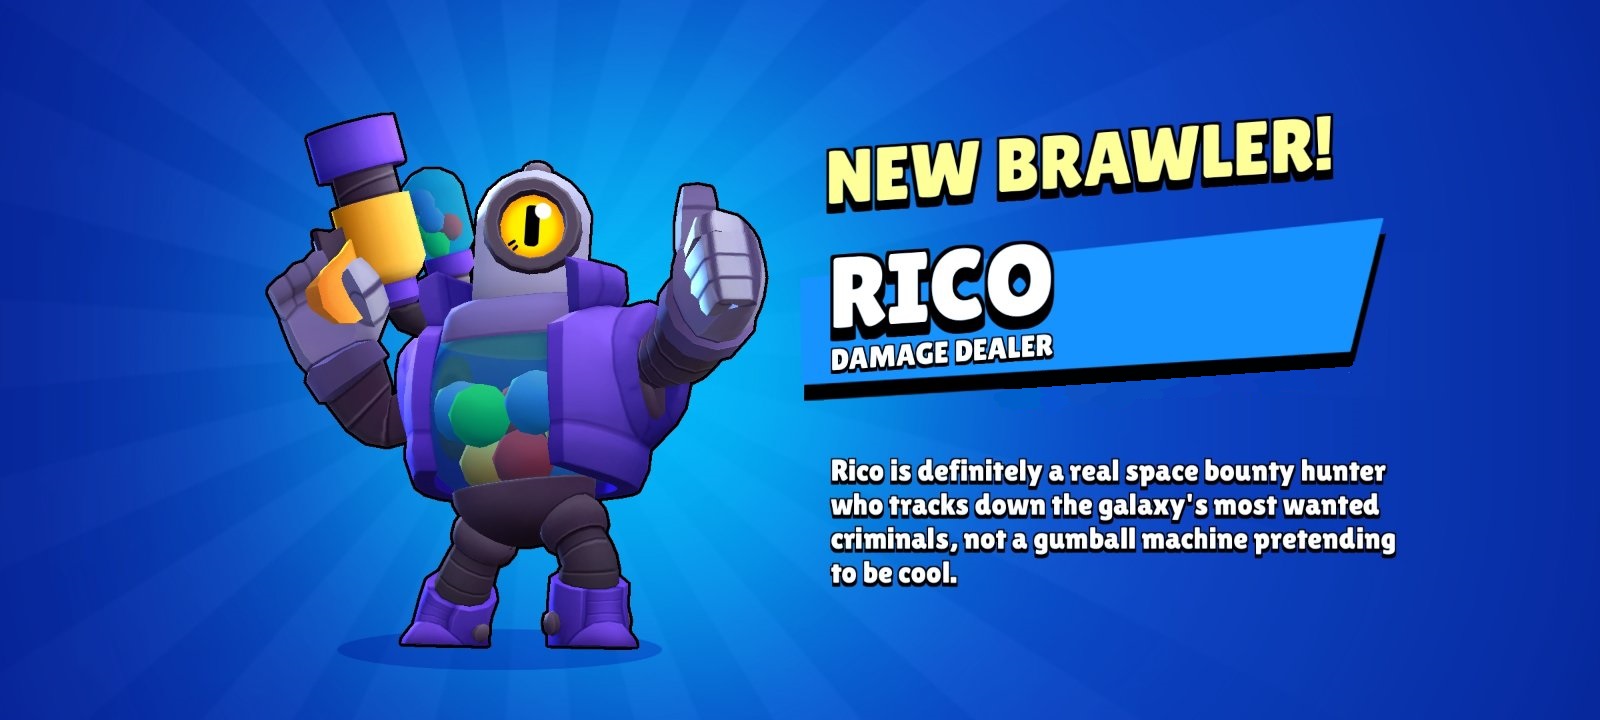 NEW BRAWLER!
RICO
DAMAGE DEALER
Rico is definitely a real space bounty hunter
who tracks down the galaxy's most wanted
criminals, not a gumball machine pretending
to be cool.